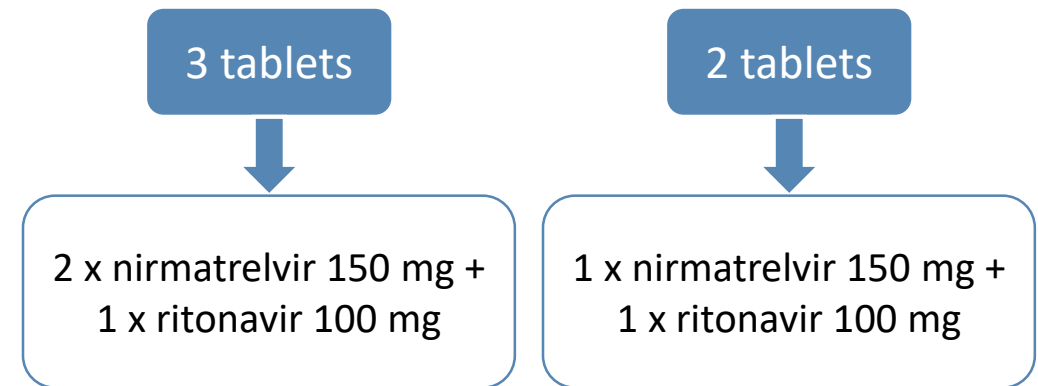 3 tablets
2 x nirmatrelvir 150 mg +
1 x ritonavir 100 mg
2 tablets
1 x nirmatrelvir 150 mg +
1 x ritonavir 100 mg